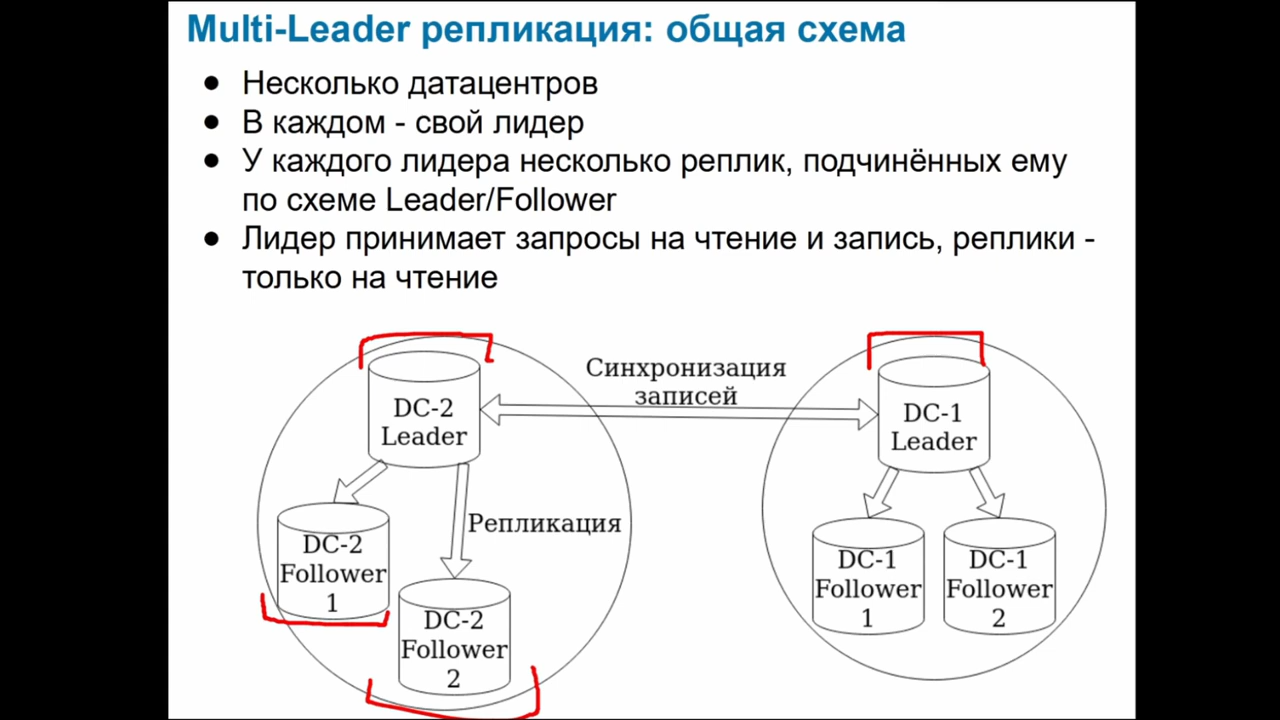 Multi-Leader репликация: общая схема
● Несколько датацентров
● В каждом - свой лидер
● У каждого лидера несколько реплик, подчинённых ему
по схеме Leader/Follower
● Лидер принимает запросы на чтение и запись, реплики -
только на чтение
Синхронизация
записей
DC-2
Leader
DC-1
Leader
Репликация
DC-2
Follower
1
DC-2
Follower
2
DC-1
Follower
1
DC-1
Follower
2